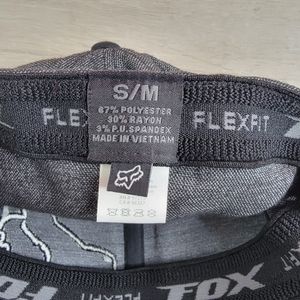 S/M
67% POLYESTER
30% RAYON
3% P.U. SPANDEX
MADE IN VIETNAM
FLEXFIT
FLEXFIT
FOX
FLEXFIT